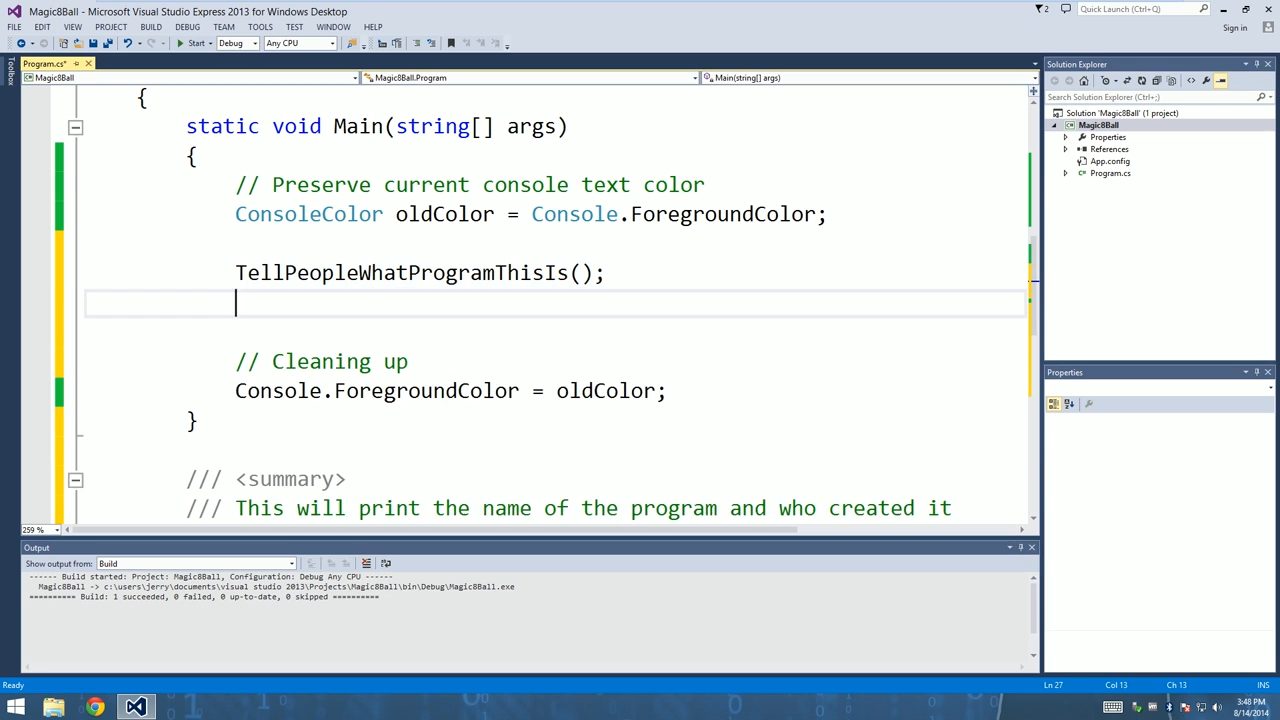 Magic8Ball - Microsoft Visual Studio Express 2013 for Windows Desktop
2
Quick Launch (Ctrl+Q)
FILE EDIT VIEW PROJECT BUILD DEBUG TEAM TOOLS TEST WINDOW HELP
Sign in
Start Debug Any CPU
Toolbox
Program.cs*
Magic8Ball Magic8Ball.Program Main(string[] args)
{
static void Main(string[] args)
{
// Preserve current console text color
ConsoleColor oldColor = Console.ForegroundColor;
TellPeopleWhatProgramThisIs();
// Cleaning up
Console.ForegroundColor = oldColor;
}
/// <summary>
/// This will print the name of the program and who created it
259 %
Solution Explorer
Search Solution Explorer (Ctrl+;)
Solution 'Magic8Ball' (1 project)
Magic8Ball
Properties
References
App.config
Program.cs
Properties
Output
Show output from: Build
------ Build started: Project: Magic8Ball, Configuration: Debug Any CPU ------
Magic8Ball -> c:\users\jerry\documents\visual studio 2013\Projects\Magic8Ball\bin\Debug\Magic8Ball.exe
========== Build: 1 succeeded, 0 failed, 0 up-to-date, 0 skipped ==========
Ready Ln 27 Col 13 Ch 13 INS
3:48 PM
8/14/2014